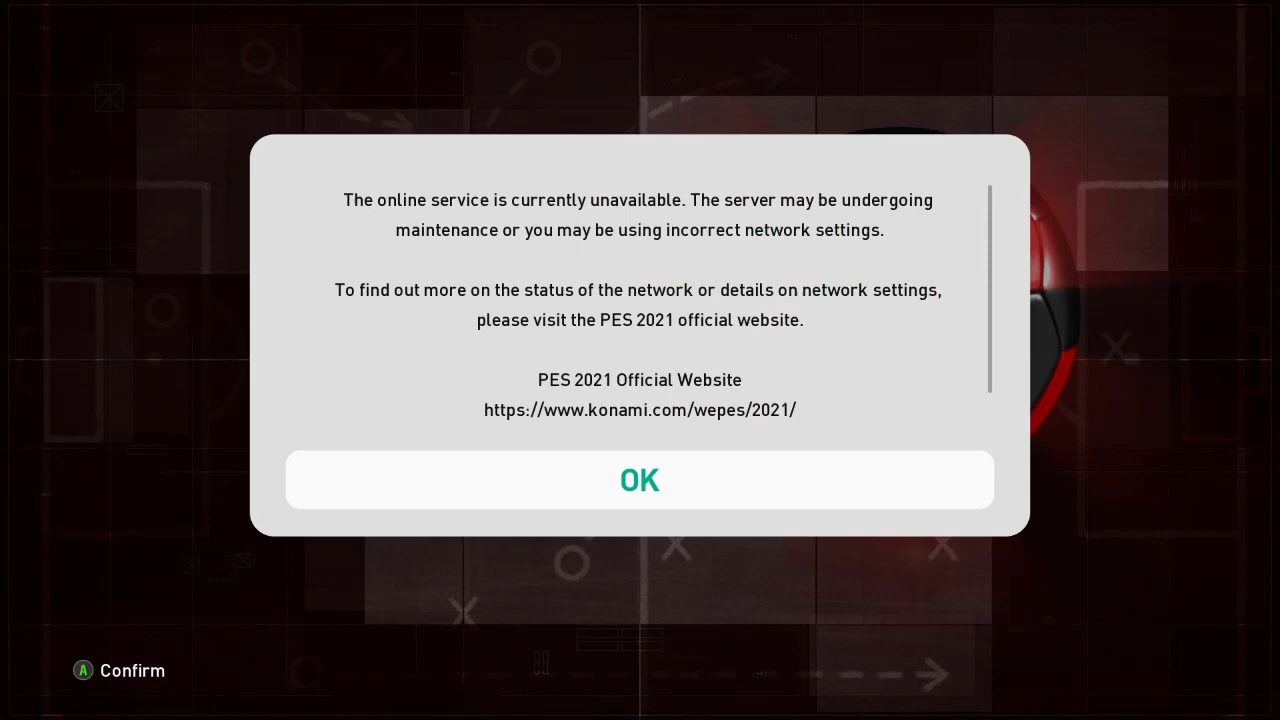 The online service is currently unavailable. The server may be undergoing
maintenance or you may be using incorrect network settings.
To find out more on the status of the network or details on network settings,
please visit the PES 2021 official website.
PES 2021 Official Website
https://www.konami.com/wepes/2021/
OK
A Confirm